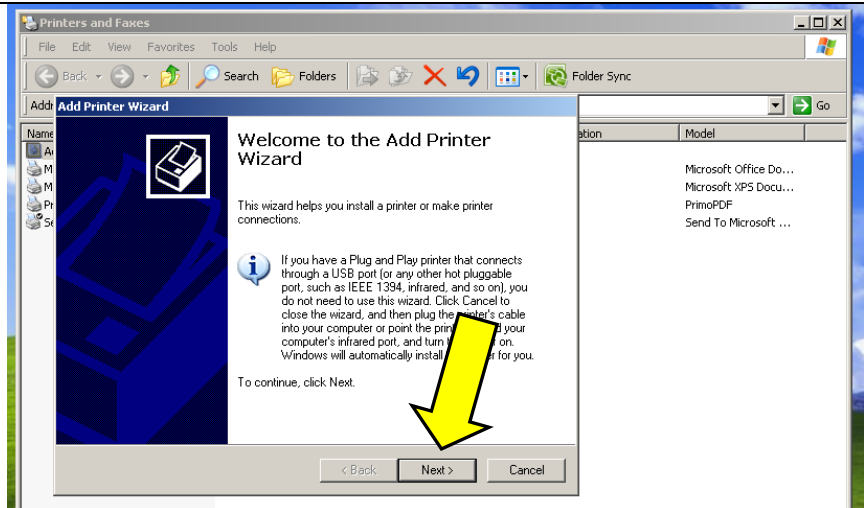 Printers and Faxes
File Edit View Favorites Tools Help
Back Search Folders Folder Sync
Go
Add Printer Wizard
Name Model
Welcome to the Add Printer
Wizard
Microsoft Office Do...
Microsoft XPS Docu...
PrimoPDF
Send To Microsoft ...
This wizard helps you install a printer or make printer
connections.
If you have a Plug and Play printer that connects
through a USB port (or any other hot pluggable
port, such as IEEE 1394, infrared, and so on), you
do not need to use this wizard. Click Cancel to
close the wizard, and then plug the printer's cable
into your computer or point the your
computer's infrared port, and turn on.
Windows will automatically install for you.
To continue, click Next.
< Back Next > Cancel